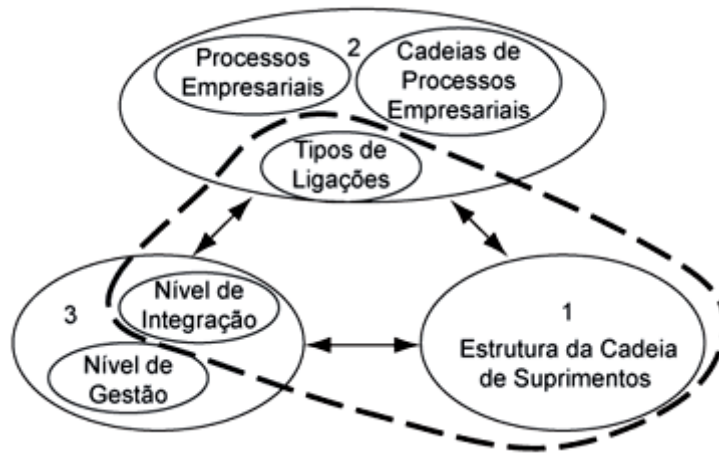 2
Processos
Empresariais
Cadeias de
Processos
Empresariais
Tipos de
Ligações
3
Nível de
Integração
Nível de
Gestão
1
Estrutura da Cadeia
de Suprimentos